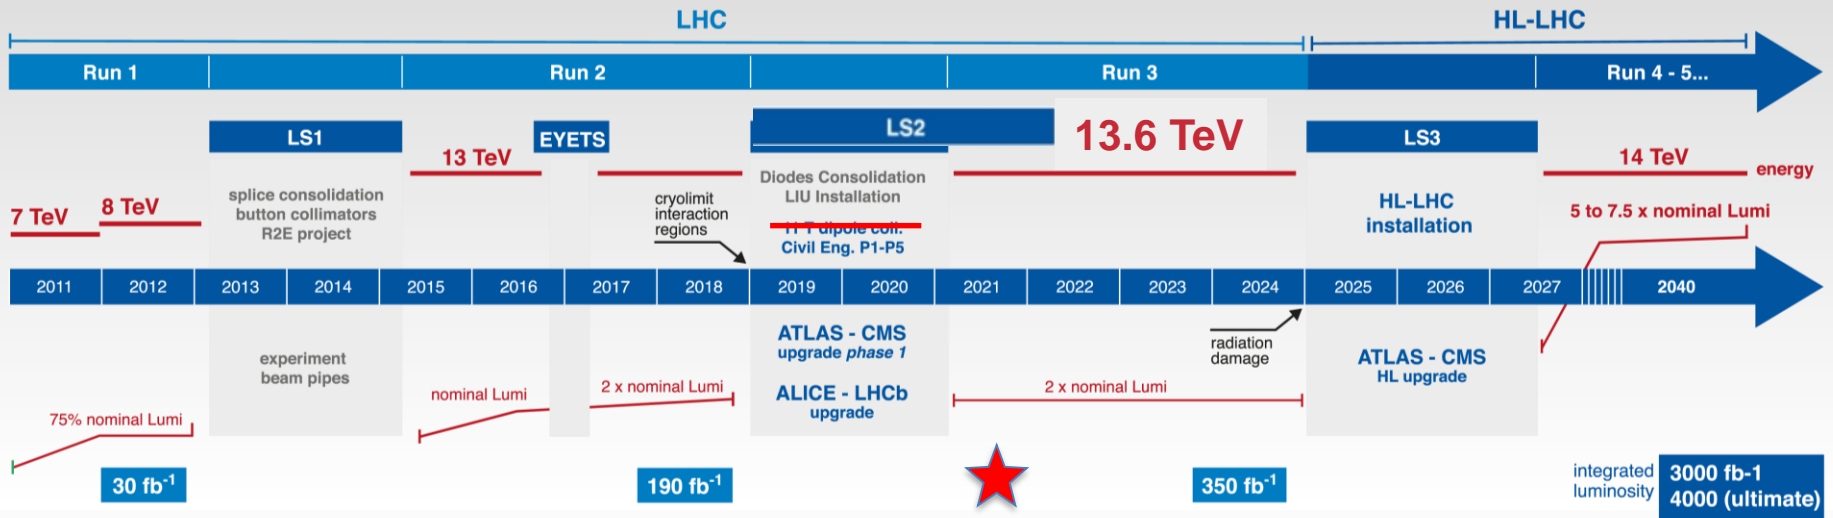 LHC
HL-LHC
Run 1
Run 2
Run 3
Run 4 - 5...
LS1
EYETS
LS2
13.6 TeV
LS3
13 TeV
14 TeV
energy
7 TeV
8 TeV
splice consolidation
button collimators
R2E project
cryolimit
interaction
regions
Diodes Consolidation
LIU Installation
11 T dipole coll.
Civil Eng. P1-P5
HL-LHC
installation
5 to 7.5 x nominal Lumi
2011
2012
2013
2014
2015
2016
2017
2018
2019
2020
2021
2022
2023
2024
2025
2026
2027
2040
experiment
beam pipes
ATLAS - CMS
upgrade phase 1
ALICE - LHCb
upgrade
radiation
damage
ATLAS - CMS
HL upgrade
75% nominal Lumi
nominal Lumi
2 x nominal Lumi
2 x nominal Lumi
30 fb-1
190 fb-1
350 fb-1
integrated
luminosity
3000 fb-1
4000 (ultimate)